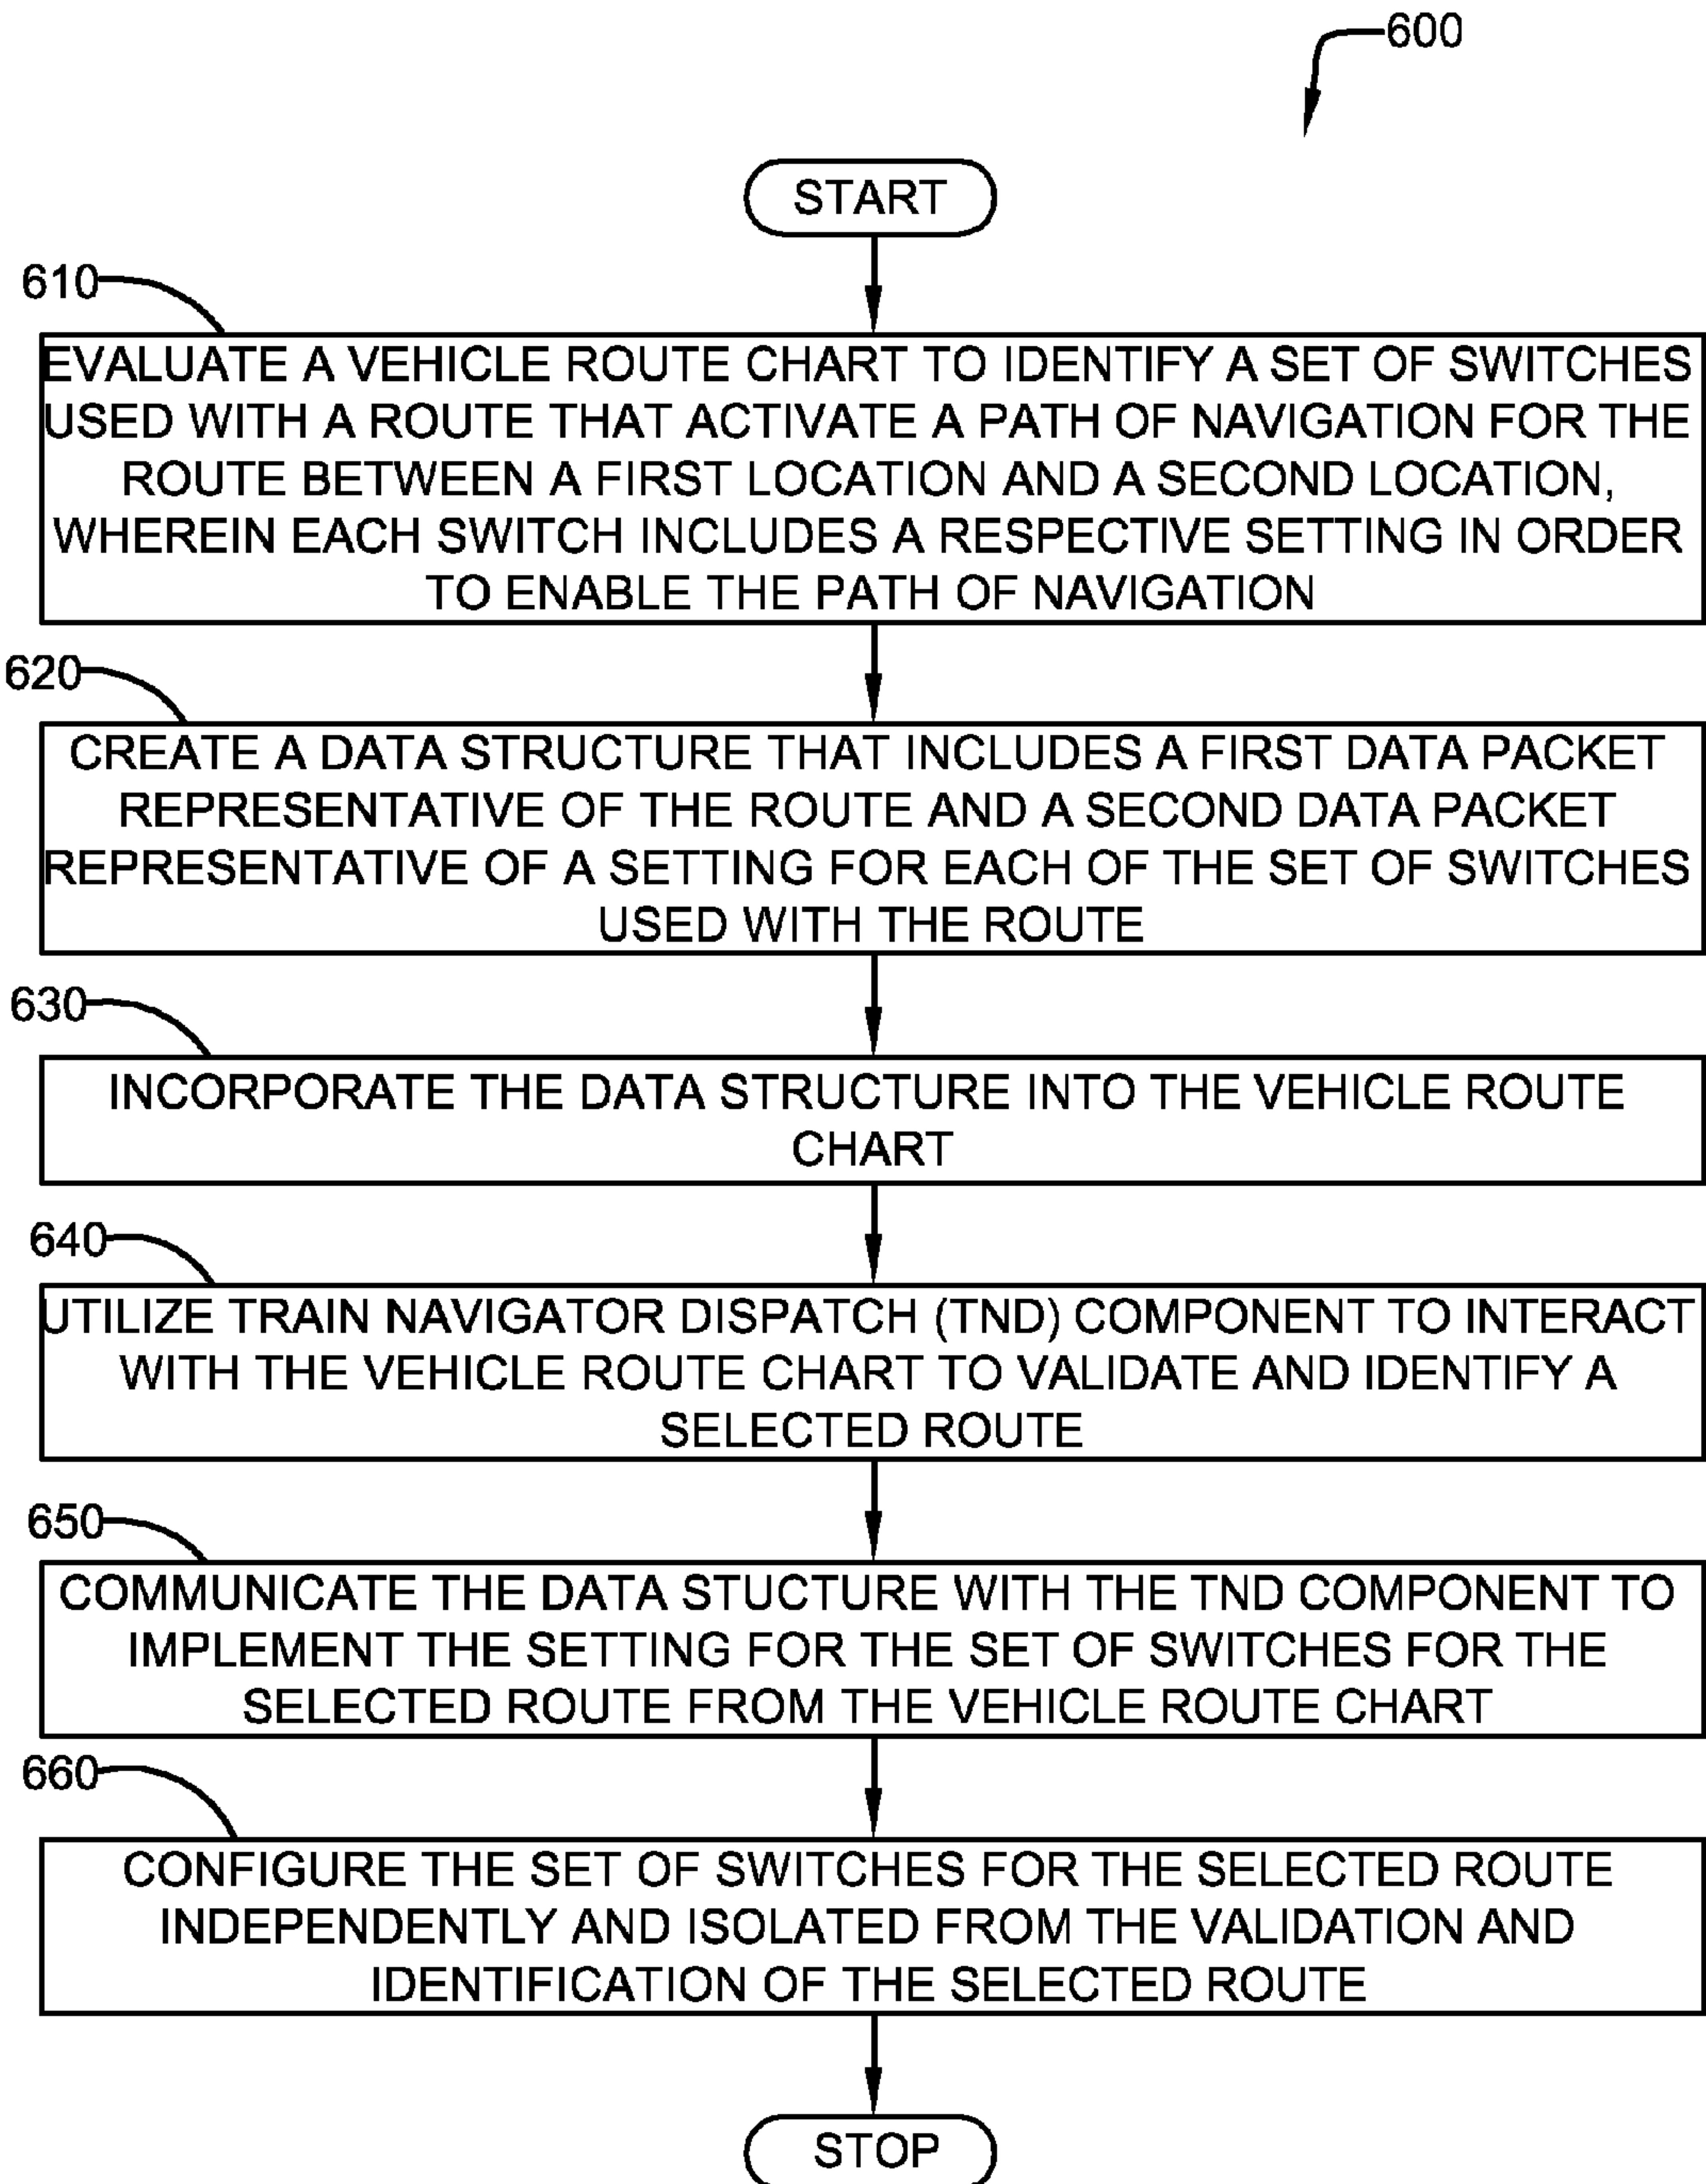 600
START
610
EVALUATE A VEHICLE ROUTE CHART TO IDENTIFY A SET OF SWITCHES
USED WITH A ROUTE THAT ACTIVATE A PATH OF NAVIGATION FOR THE
ROUTE BETWEEN A FIRST LOCATION AND A SECOND LOCATION,
WHEREIN EACH SWITCH INCLUDES A RESPECTIVE SETTING IN ORDER
TO ENABLE THE PATH OF NAVIGATION
620
CREATE A DATA STRUCTURE THAT INCLUDES A FIRST DATA PACKET
REPRESENTATIVE OF THE ROUTE AND A SECOND DATA PACKET
REPRESENTATIVE OF A SETTING FOR EACH OF THE SET OF SWITCHES
USED WITH THE ROUTE
630
INCORPORATE THE DATA STRUCTURE INTO THE VEHICLE ROUTE
CHART
640
UTILIZE TRAIN NAVIGATOR DISPATCH (TND) COMPONENT TO INTERACT
WITH THE VEHICLE ROUTE CHART TO VALIDATE AND IDENTIFY A
SELECTED ROUTE
650
COMMUNICATE THE DATA STUCTURE WITH THE TND COMPONENT TO
IMPLEMENT THE SETTING FOR THE SET OF SWITCHES FOR THE
SELECTED ROUTE FROM THE VEHICLE ROUTE CHART
660
CONFIGURE THE SET OF SWITCHES FOR THE SELECTED ROUTE
INDEPENDENTLY AND ISOLATED FROM THE VALIDATION AND
IDENTIFICATION OF THE SELECTED ROUTE
STOP